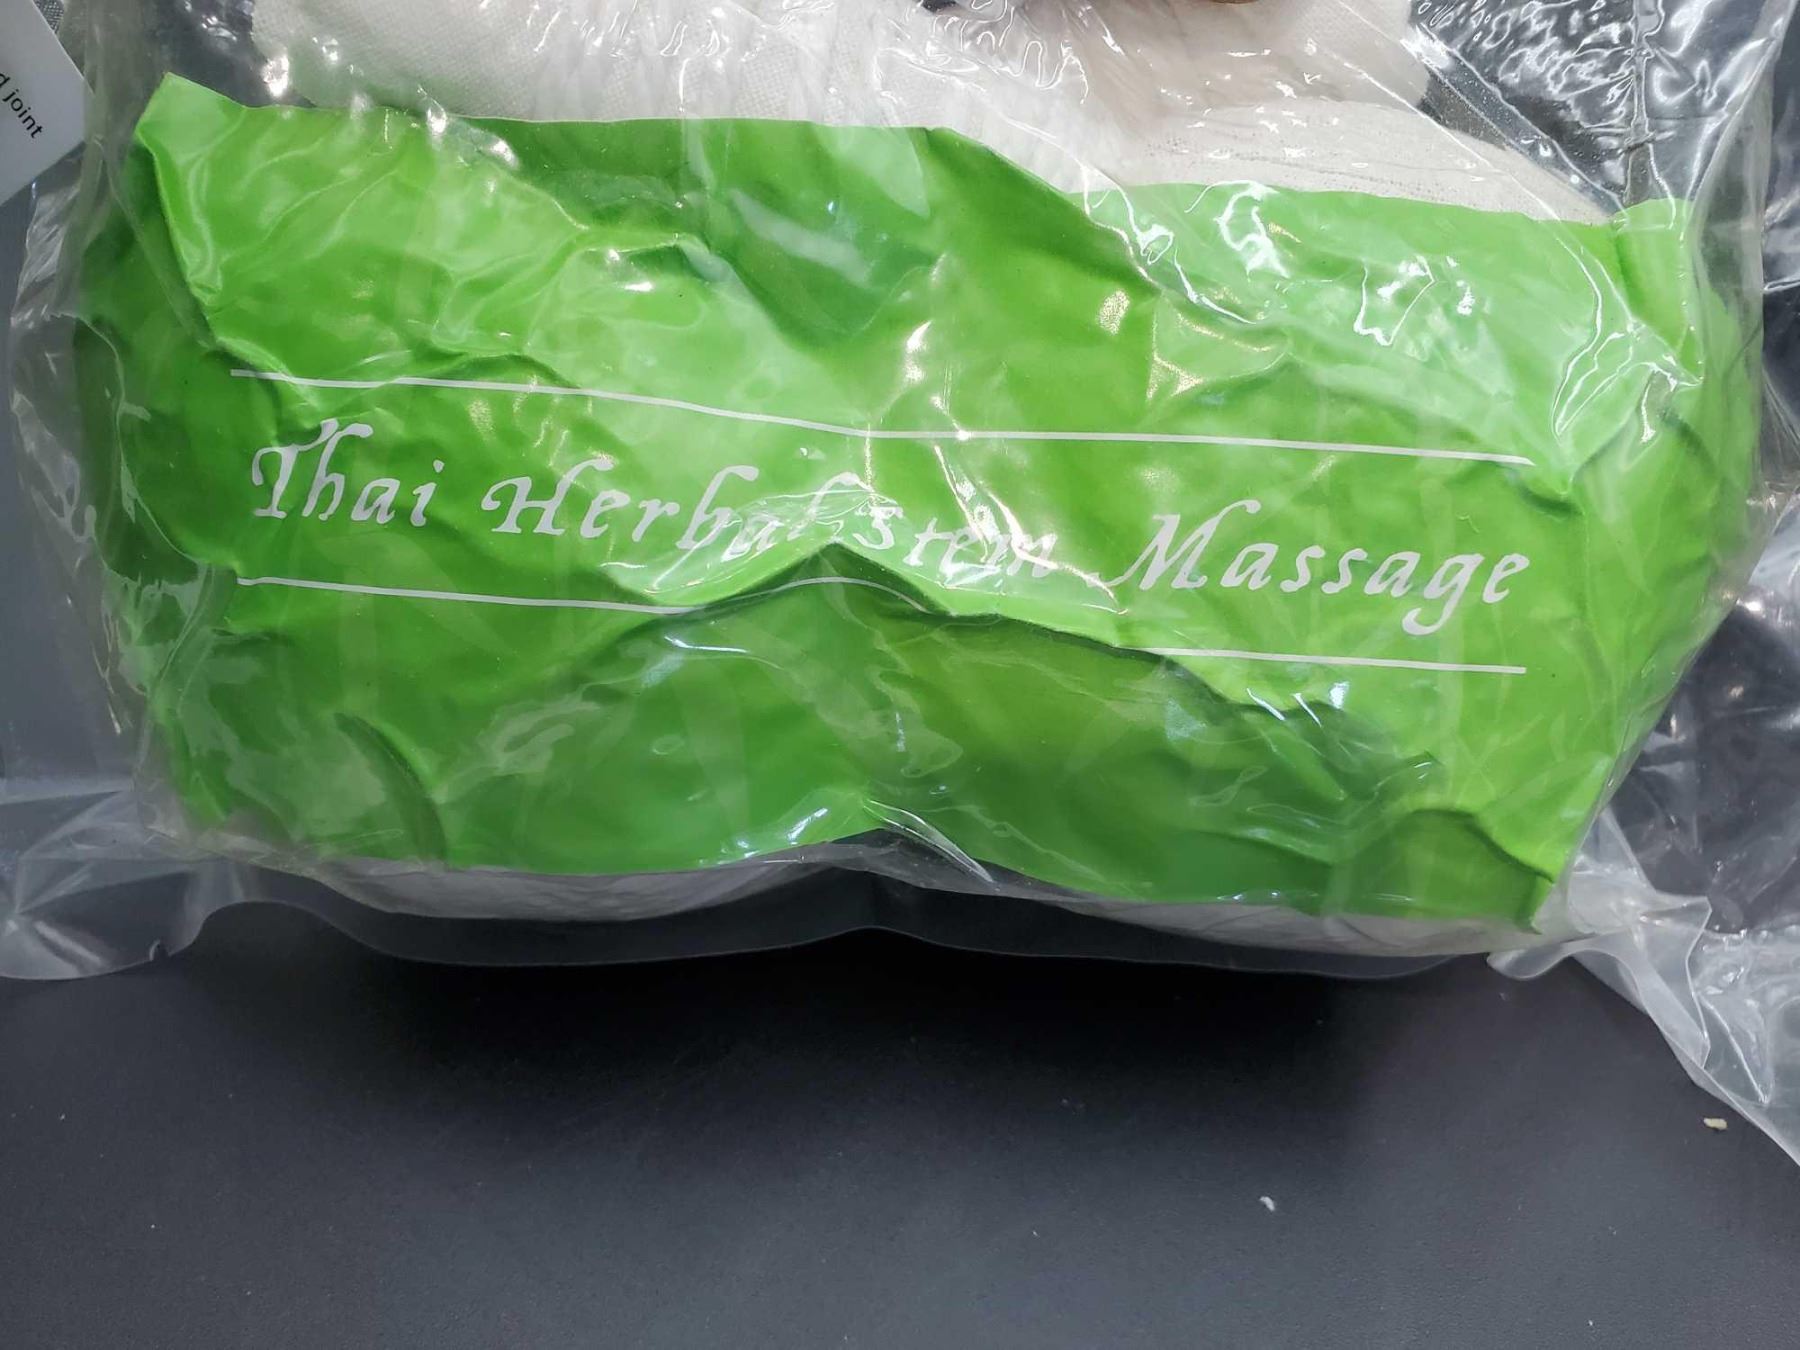 d joint
Thai Herbal stem Massage